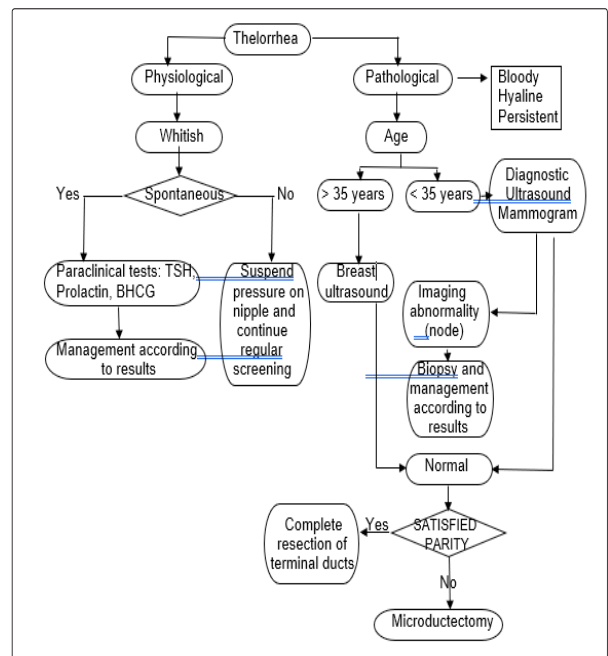 Thelorrhea
Physiological
Pathological
Bloody
Hyaline
Persistent
Whitish
Age
Yes
Spontaneous
No
> 35 years
< 35 years
Diagnostic
Ultrasound
Mammogram
Paraclinical tests: TSH,
Prolactin, BHCG
Suspend
pressure on
nipple and
continue
regular
screening
Breast
ultrasound
Imaging
abnormality
(node)
Management according
to results
Biopsy and
management
according to
results
Normal
Complete
resection of
terminal ducts
Yes
SATISFIED
PARITY
No
Microductectomy